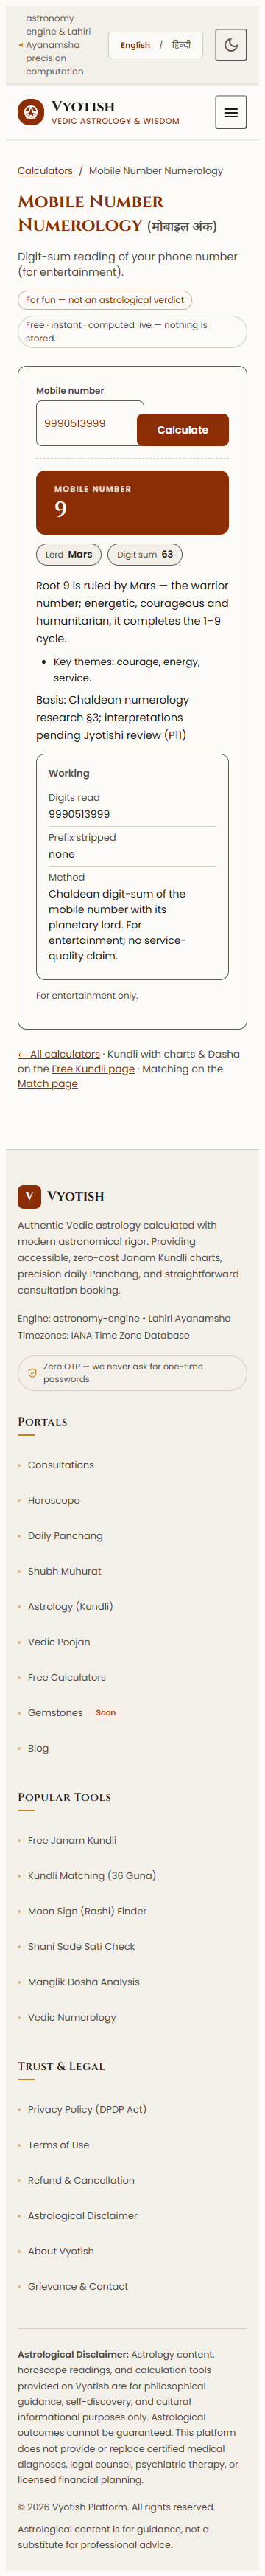 astronomy-
engine & Lahiri
Ayanamsha
precision
computation
English / हिन्दी
Vyotish
VEDIC ASTROLOGY & WISDOM
Calculators / Mobile Number Numerology
Mobile Number
Numerology (मोबाइल अंक)
Digit-sum reading of your phone number
(for entertainment).
For fun — not an astrological verdict
Free · instant · computed live — nothing is
stored.
Mobile number
9990513999
Calculate
MOBILE NUMBER
9
Lord Mars
Digit sum 63
Root 9 is ruled by Mars — the warrior
number; energetic, courageous and
humanitarian, it completes the 1–9
cycle.
Key themes: courage, energy,
service.
Basis: Chaldean numerology
research §3; interpretations
pending Jyotishi review (P11)
Working
Digits read
9990513999
Prefix stripped
none
Method
Chaldean digit-sum of the
mobile number with its
planetary lord. For
entertainment; no service-
quality claim.
For entertainment only.
← All calculators · Kundli with charts & Dasha
on the Free Kundli page · Matching on the
Match page
V Vyotish
Authentic Vedic astrology calculated with
modern astronomical rigor. Providing
accessible, zero-cost Janam Kundli charts,
precision daily Panchang, and straightforward
consultation booking.
Engine: astronomy-engine • Lahiri Ayanamsha
Timezones: IANA Time Zone Database
Zero OTP — we never ask for one-time
passwords
Portals
Consultations
Horoscope
Daily Panchang
Shubh Muhurat
Astrology (Kundli)
Vedic Poojan
Free Calculators
Gemstones Soon
Blog
Popular Tools
Free Janam Kundli
Kundli Matching (36 Guna)
Moon Sign (Rashi) Finder
Shani Sade Sati Check
Manglik Dosha Analysis
Vedic Numerology
Trust & Legal
Privacy Policy (DPDP Act)
Terms of Use
Refund & Cancellation
Astrological Disclaimer
About Vyotish
Grievance & Contact
Astrological Disclaimer: Astrology content,
horoscope readings, and calculation tools
provided on Vyotish are for philosophical
guidance, self-discovery, and cultural
informational purposes only. Astrological
outcomes cannot be guaranteed. This platform
does not provide or replace certified medical
diagnoses, legal counsel, psychiatric therapy, or
licensed financial planning.
© 2026 Vyotish Platform. All rights reserved.
Astrological content is for guidance, not a
substitute for professional advice.